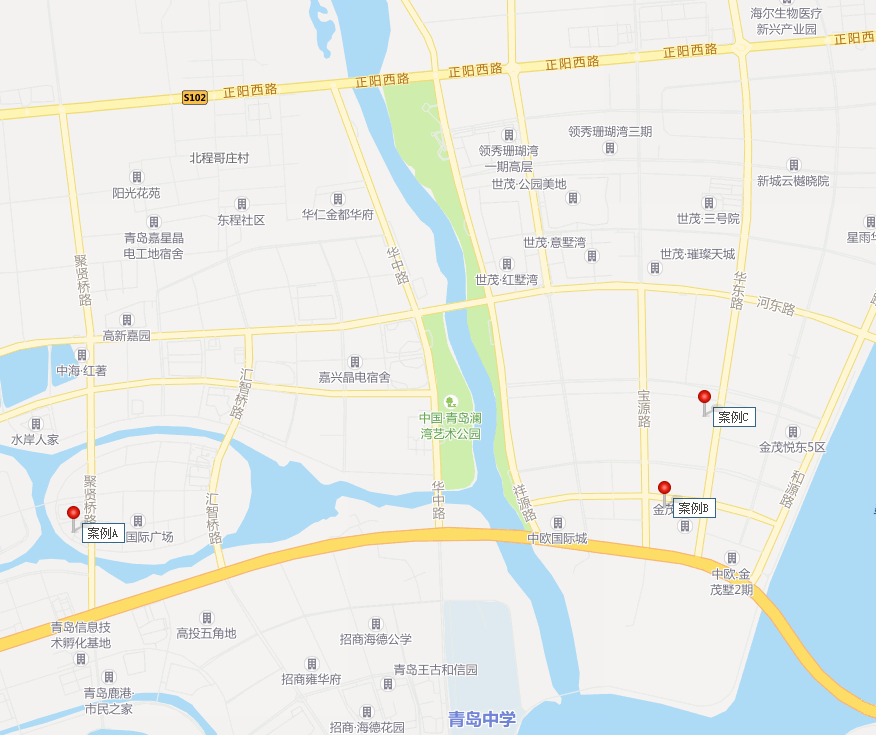 海尔生物医疗
新兴产业园
正阳西路
正阳西路
正阳西路
正阳西路
正阳西
S102
正阳西路
领秀珊瑚湾三期
领秀珊瑚湾
一期高层
北程哥庄村
新城云樾晓院
世茂·公园美地
阳光花苑
东程社区
华仁金都华府
世茂·三号院
青岛嘉星晶
电工地宿舍
星雨华
世茂·意墅湾
世茂·璀璨天城
华中路
聚贤桥路
世茂·红墅湾
华东路
河东路
高新嘉园
中海·红著
嘉兴晶电宿舍
汇智桥路
宝源路
案例C
中国·青岛澜
湾艺术公园
水岸人家
金茂悦东5区
和源路
聚贤桥路
汇智桥路
华中路
祥源路
案例B
金茂
案例A
国际广场
中欧国际城
中欧.金
茂墅2期
青岛信息技
术孵化基地
高投五角地
招商海德公学
招商雍华府
青岛王古和信园
青岛鹿港·
市民之家
招商·海德花园
青岛中学